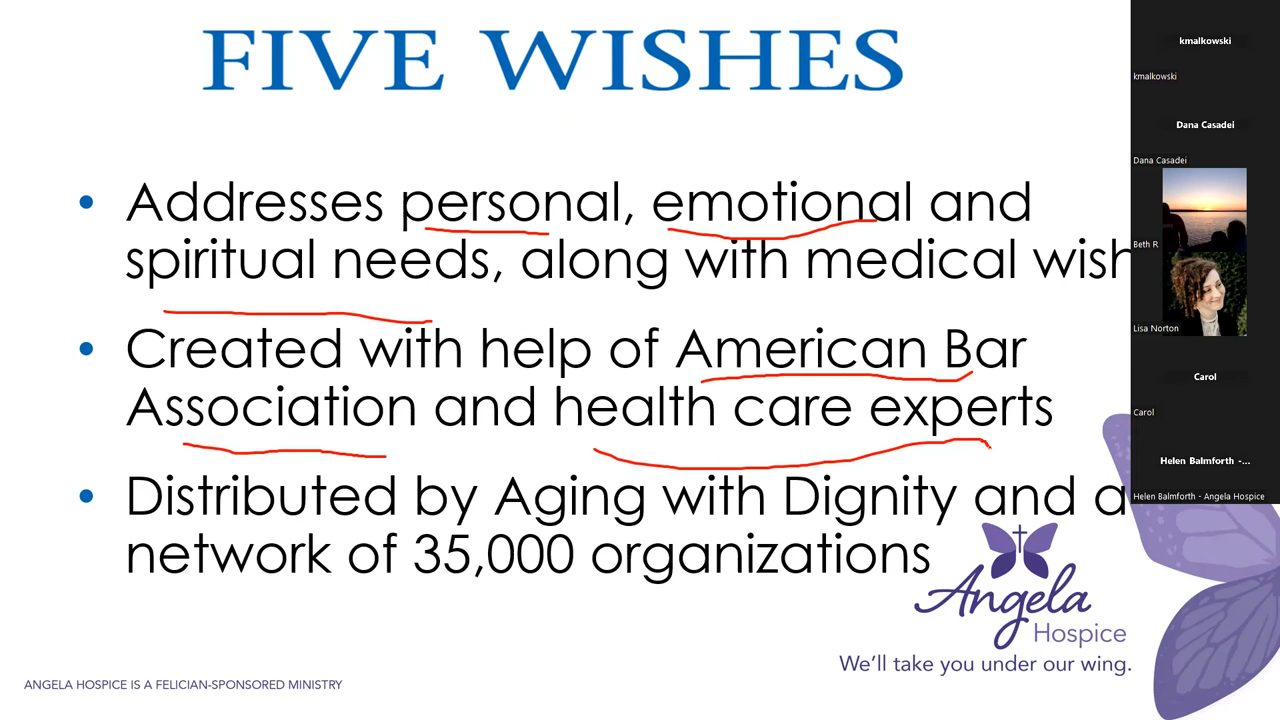 FIVE WISHES
• Addresses personal, emotional and
spiritual needs, along with medical wish
• Created with help of American Bar
Association and health care experts
• Distributed by Aging with Dignity and a
network of 35,000 organizations
Angela
Hospice
We'll take you under our wing.
ANGELA HOSPICE IS A FELICIAN-SPONSORED MINISTRY
kmalkowski
kmalkowski
Dana Casadei
Dana Casadei
Beth R
Lisa Norton
Carol
Carol
Helen Balmforth -...
Helen Balmforth - Angela Hospice